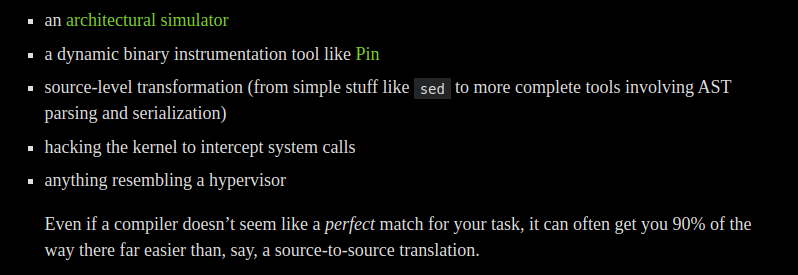 ▪ an architectural simulator
▪ a dynamic binary instrumentation tool like Pin
▪ source-level transformation (from simple stuff like sed to more complete tools involving AST
parsing and serialization)
▪ hacking the kernel to intercept system calls
▪ anything resembling a hypervisor
Even if a compiler doesn’t seem like a perfect match for your task, it can often get you 90% of the
way there far easier than, say, a source-to-source translation.